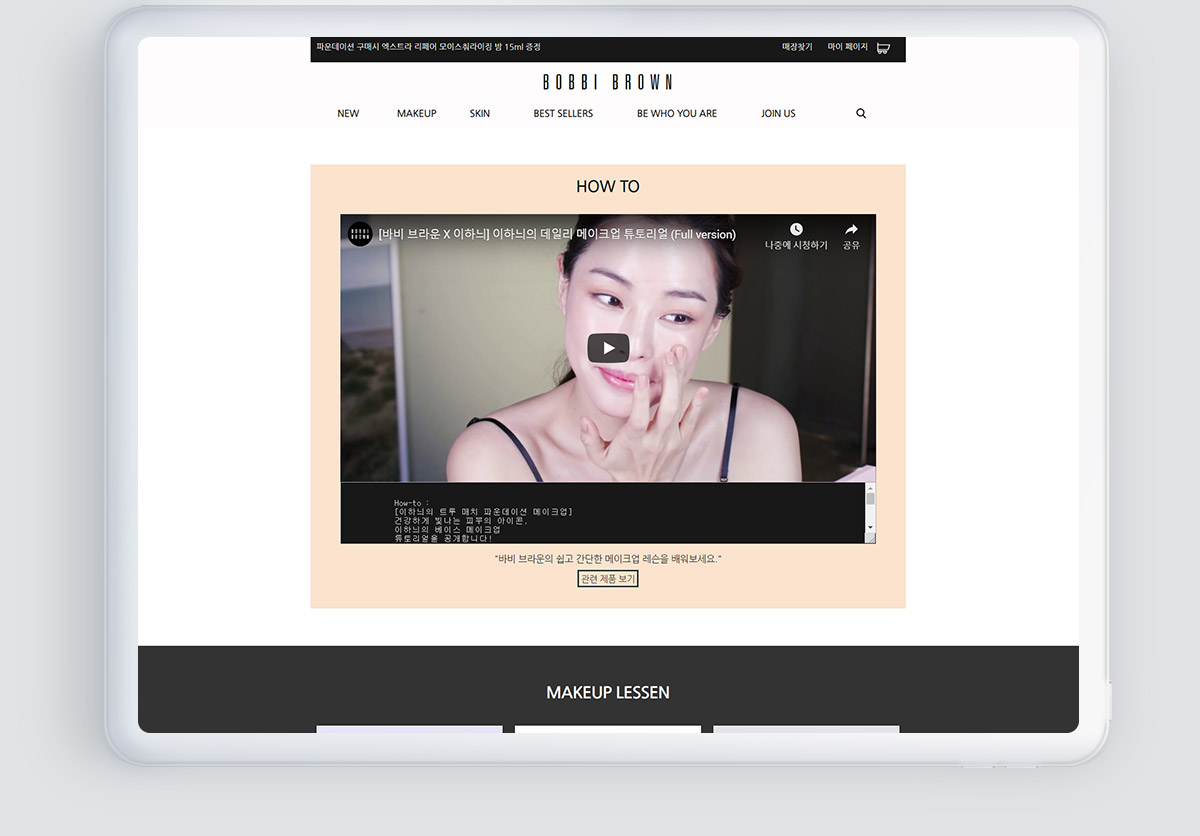 파운데이션 구매시 엑스트라 리페어 모이스춰라이징 밤 15ml 증정
매장찾기 마이 페이지
BOBBI BROWN
NEW MAKEUP SKIN BEST SELLERS BE WHO YOU ARE JOIN US
HOW TO
BOBBI
BROWN
[바비 브라운 X 이하늬] 이하늬의 데일리 메이크업 튜토리얼 (Full version)
나중에 시청하기 공유
How-to :
[이하늬의 트루 매치 파운데이션 메이크업]
건강하게 빛나는 피부의 아이콘,
이하늬의 베이스 메이크업
튜토리얼을 공개합니다!
"바비 브라운의 쉽고 간단한 메이크업 레슨을 배워보세요."
관련 제품 보기
MAKEUP LESSEN